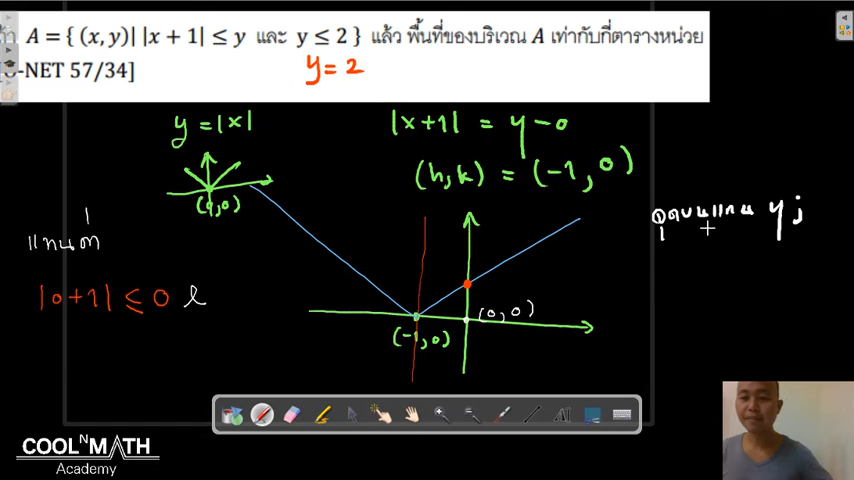 A = { (x, y)| |x + 1| ≤ y และ y ≤ 2 } แล้ว พื้นที่ของบริเวณ A เท่ากับกี่ตารางหน่วย
O-NET 57/34]
y = 2
y = |x|
|x+1| = y-0
(h,k) = (-1, 0)
(0,0)
แทนค่า
|0+1| ≤ 0
(0,0)
(-1,0)
y ;
COOL N MATH
Academy